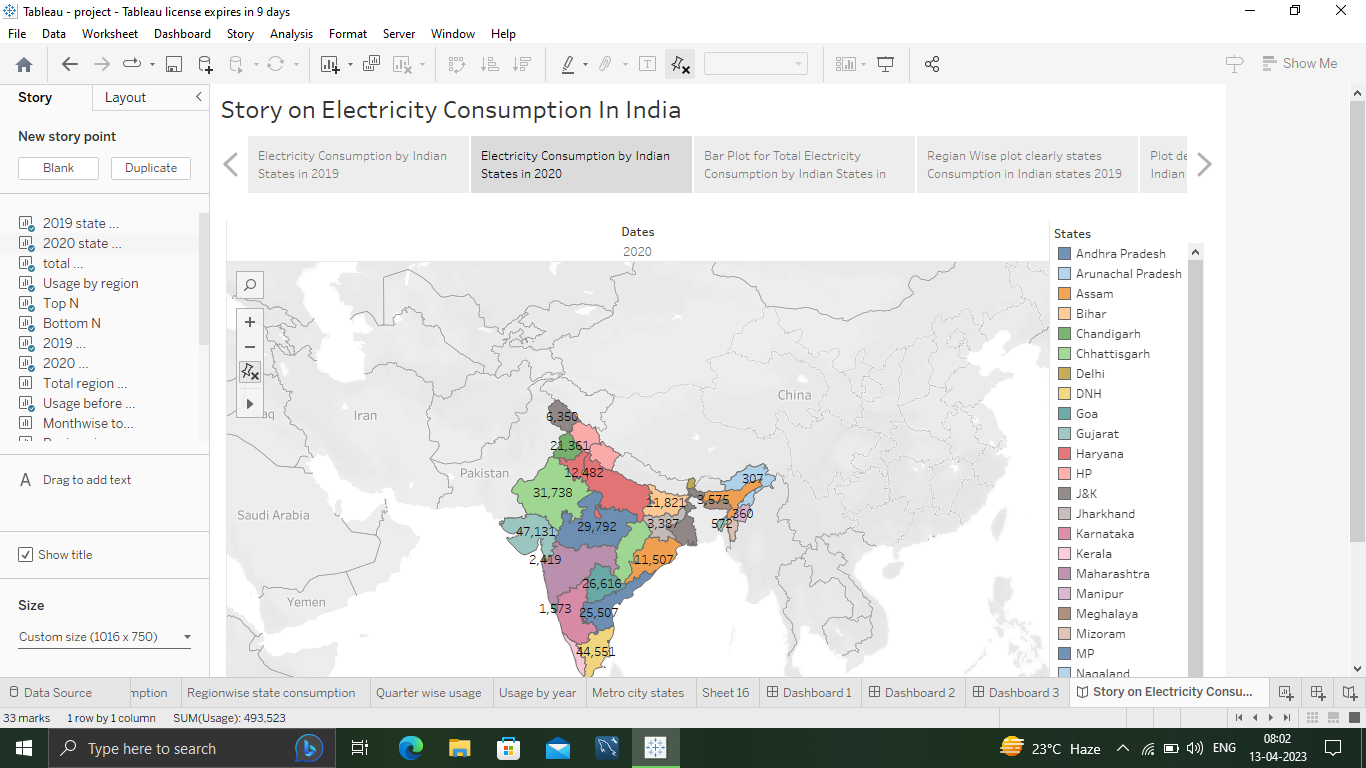 Tableau - project - Tableau license expires in 9 days
File Data Worksheet Dashboard Story Analysis Format Server Window Help
Show Me
Story Layout
New story point
Blank Duplicate
2019 state ...
2020 state ...
total ...
Usage by region
Top N
Bottom N
2019 ...
2020 ...
Total region ...
Usage before ...
Monthwise to...
A Drag to add text
Show title
Size
Custom size (1016 x 750)
Story on Electricity Consumption In India
Electricity Consumption by Indian
States in 2019
Electricity Consumption by Indian
States in 2020
Bar Plot for Total Electricity
Consumption by Indian States in
Regian Wise plot clearly states
Consumption in Indian states 2019
Plot de
Indian
Dates
2020
Iran
China
Pakistan
Saudi Arabia
Yemen
6,350
21,361
12,482
307
31,738
11,821
3,575
360
47,131
29,792
3,387
572
2,419
11,507
26,616
1,573
25,507
44,551
States
Andhra Pradesh
Arunachal Pradesh
Assam
Bihar
Chandigarh
Chhattisgarh
Delhi
DNH
Goa
Gujarat
Haryana
HP
J&K
Jharkhand
Karnataka
Kerala
Maharashtra
Manipur
Meghalaya
Mizoram
MP
Nagaland
Data Source mption Regionwise state consumption Quarter wise usage Usage by year Metro city states Sheet 16 Dashboard 1 Dashboard 2 Dashboard 3 Story on Electricity Consu...
33 marks 1 row by 1 column SUM(Usage): 493,523
Type here to search
23°C Haze
ENG
08:02
13-04-2023